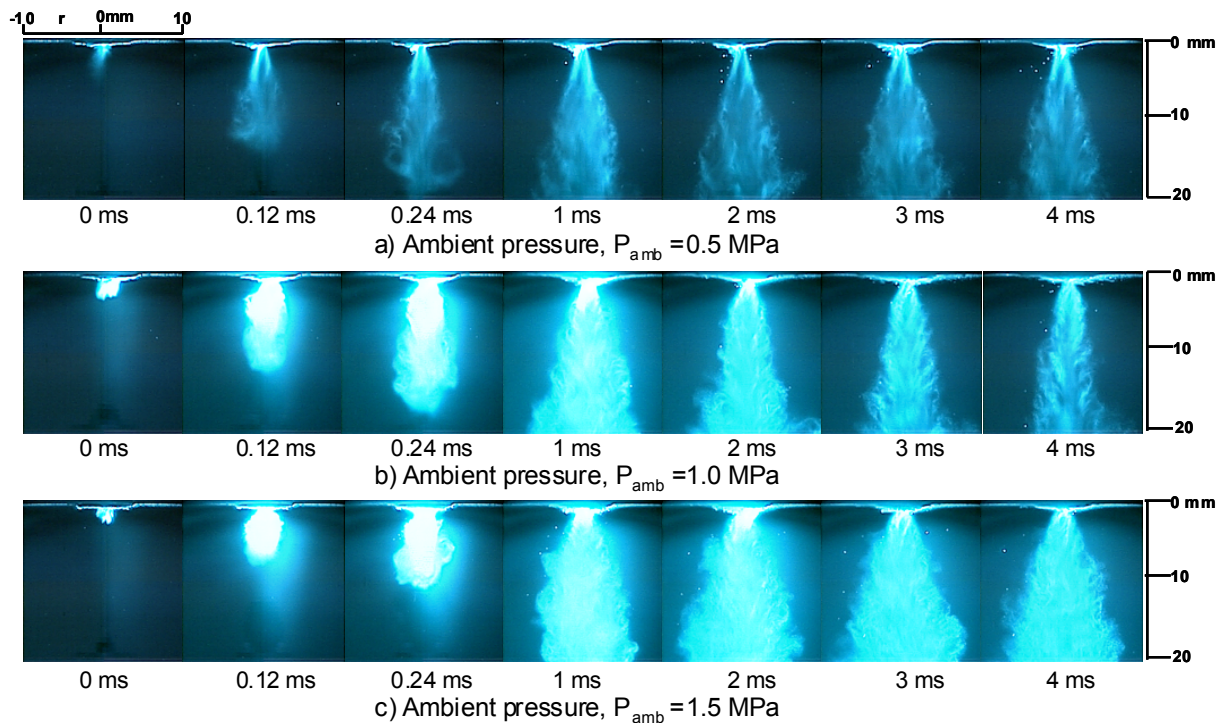 -10 r 0mm 10
0 mm
10
20
0 ms 0.12 ms 0.24 ms 1 ms 2 ms 3 ms 4 ms
a) Ambient pressure, Pamb =0.5 MPa
0 mm
10
20
0 ms 0.12 ms 0.24 ms 1 ms 2 ms 3 ms 4 ms
b) Ambient pressure, Pamb =1.0 MPa
0 mm
10
20
0 ms 0.12 ms 0.24 ms 1 ms 2 ms 3 ms 4 ms
c) Ambient pressure, Pamb =1.5 MPa